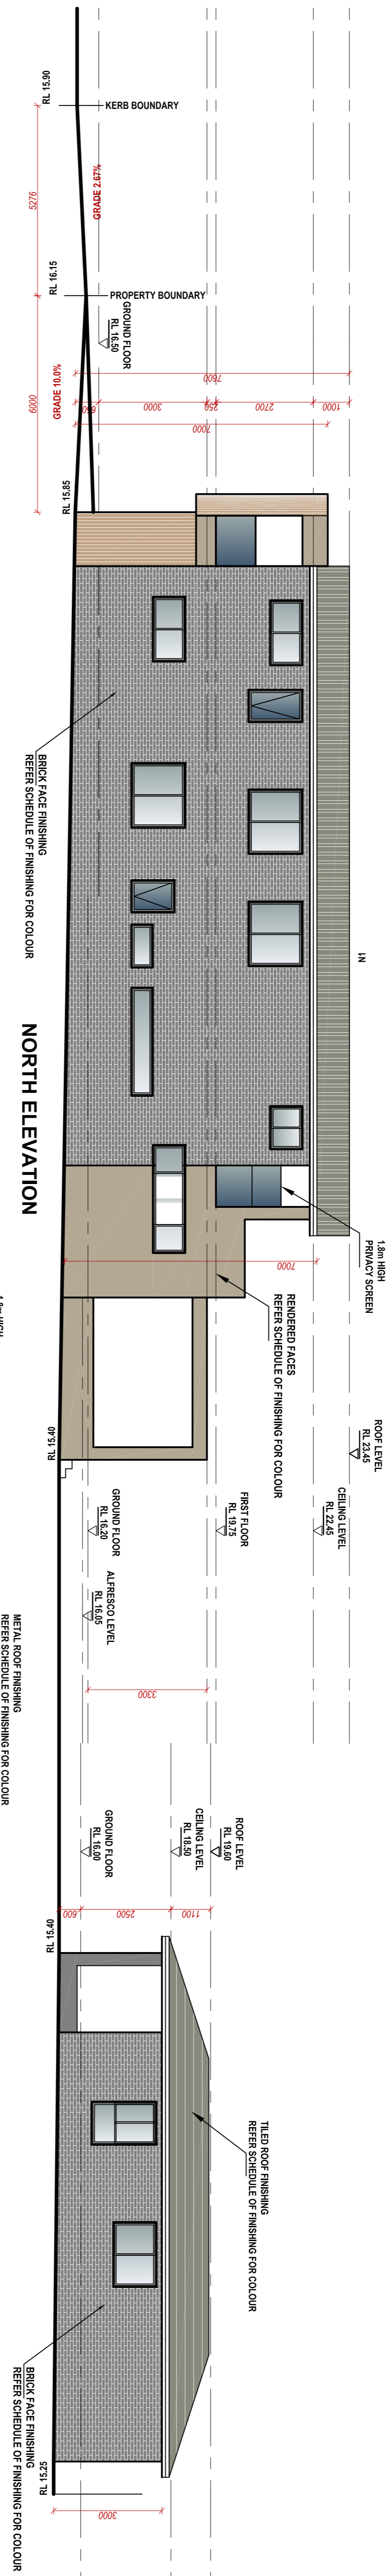 RL 15.90
KERB BOUNDARY
5276
GRADE 2.67%
RL 16.15
PROPERTY BOUNDARY
GROUND FLOOR
RL 16.50
6000
GRADE 10.0%
RL 15.85
7600
1000
2700
3000
7000
BRICK FACE FINISHING
REFER SCHEDULE OF FINISHING FOR COLOUR
N1
NORTH ELEVATION
1.8m HIGH
PRIVACY SCREEN
7000
RENDERED FACES
REFER SCHEDULE OF FINISHING FOR COLOUR
1.8m HIGH
RL 15.40
ROOF LEVEL
RL 23.45
CEILING LEVEL
RL 22.45
FIRST FLOOR
RL 19.75
GROUND FLOOR
RL 16.20
ALFRESCO LEVEL
RL 16.05
3300
METAL ROOF FINISHING
REFER SCHEDULE OF FINISHING FOR COLOUR
ROOF LEVEL
RL 19.60
CEILING LEVEL
RL 18.50
GROUND FLOOR
RL 16.00
1100
2500
600
RL 15.40
TILED ROOF FINISHING
REFER SCHEDULE OF FINISHING FOR COLOUR
BRICK FACE FINISHING
REFER SCHEDULE OF FINISHING FOR COLOUR
RL 15.25
3000